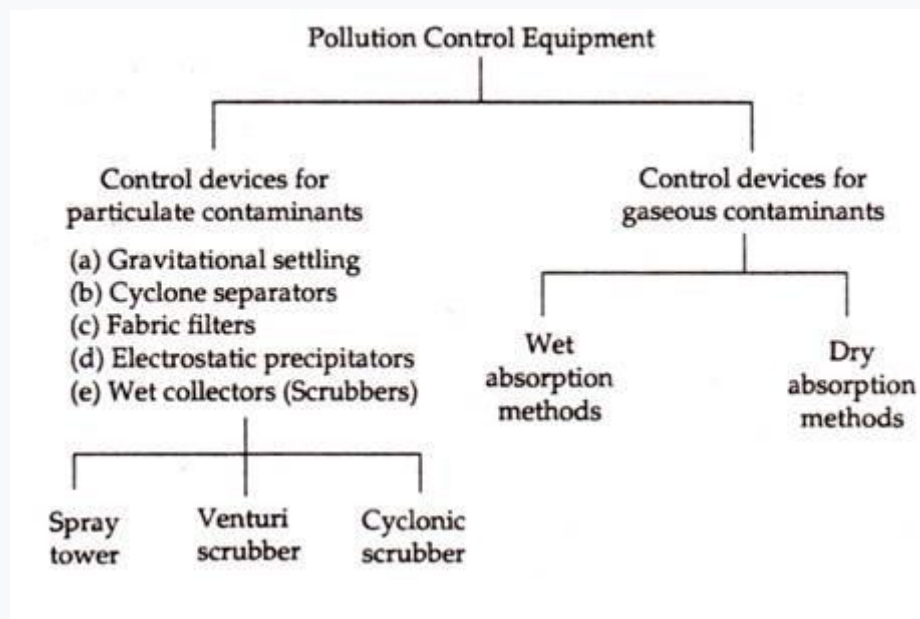 Pollution Control Equipment
Control devices for
particulate contaminants
(a) Gravitational settling
(b) Cyclone separators
(c) Fabric filters
(d) Electrostatic precipitators
(e) Wet collectors (Scrubbers)
Spray
tower
Venturi
scrubber
Cyclonic
scrubber
Control devices for
gaseous contaminants
Wet
absorption
methods
Dry
absorption
methods